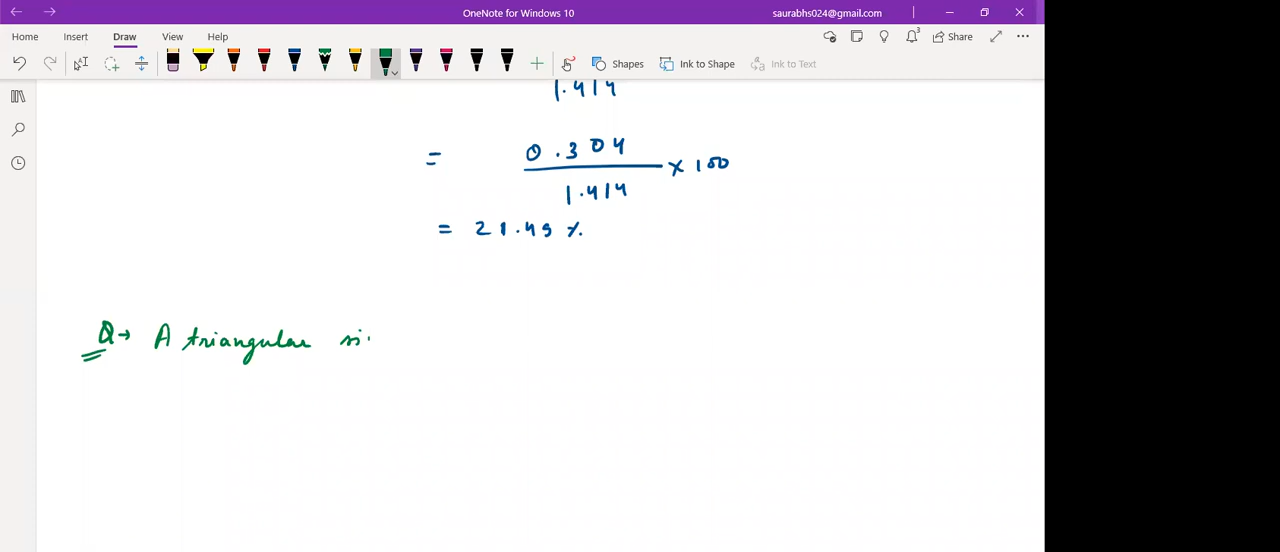 OneNote for Windows 10
saurabhs024@gmail.com
Home Insert Draw View Help
Share
Shapes Ink to Shape Ink to Text
1.414
= 0.304
× 100
1.414
= 21.49 %.
Q→ A triangular si